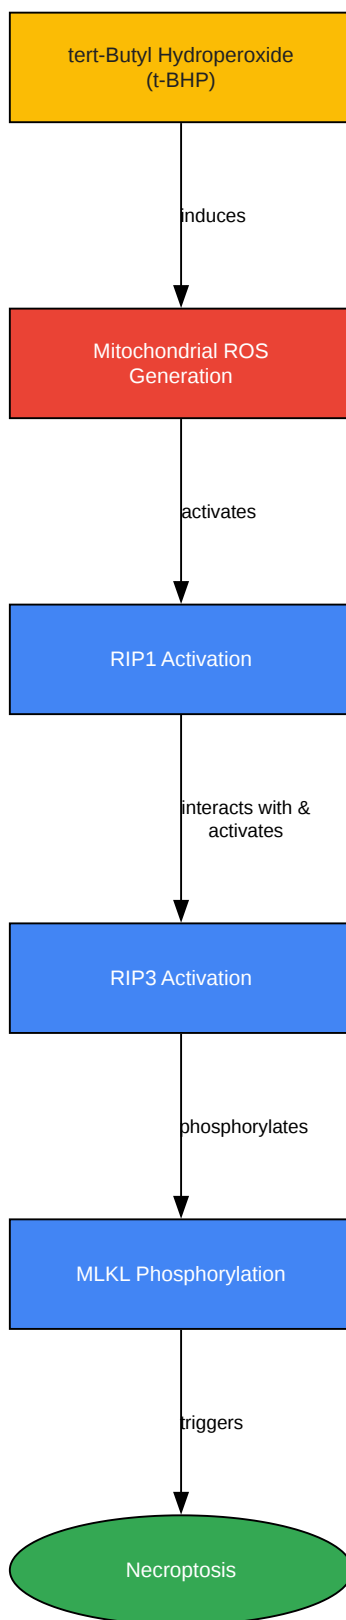 tert-Butyl Hydroperoxide
(t-BHP)
induces
Mitochondrial ROS
Generation
activates
RIP1 Activation
interacts with &
activates
RIP3 Activation
phosphorylates
MLKL Phosphorylation
triggers
Necroptosis